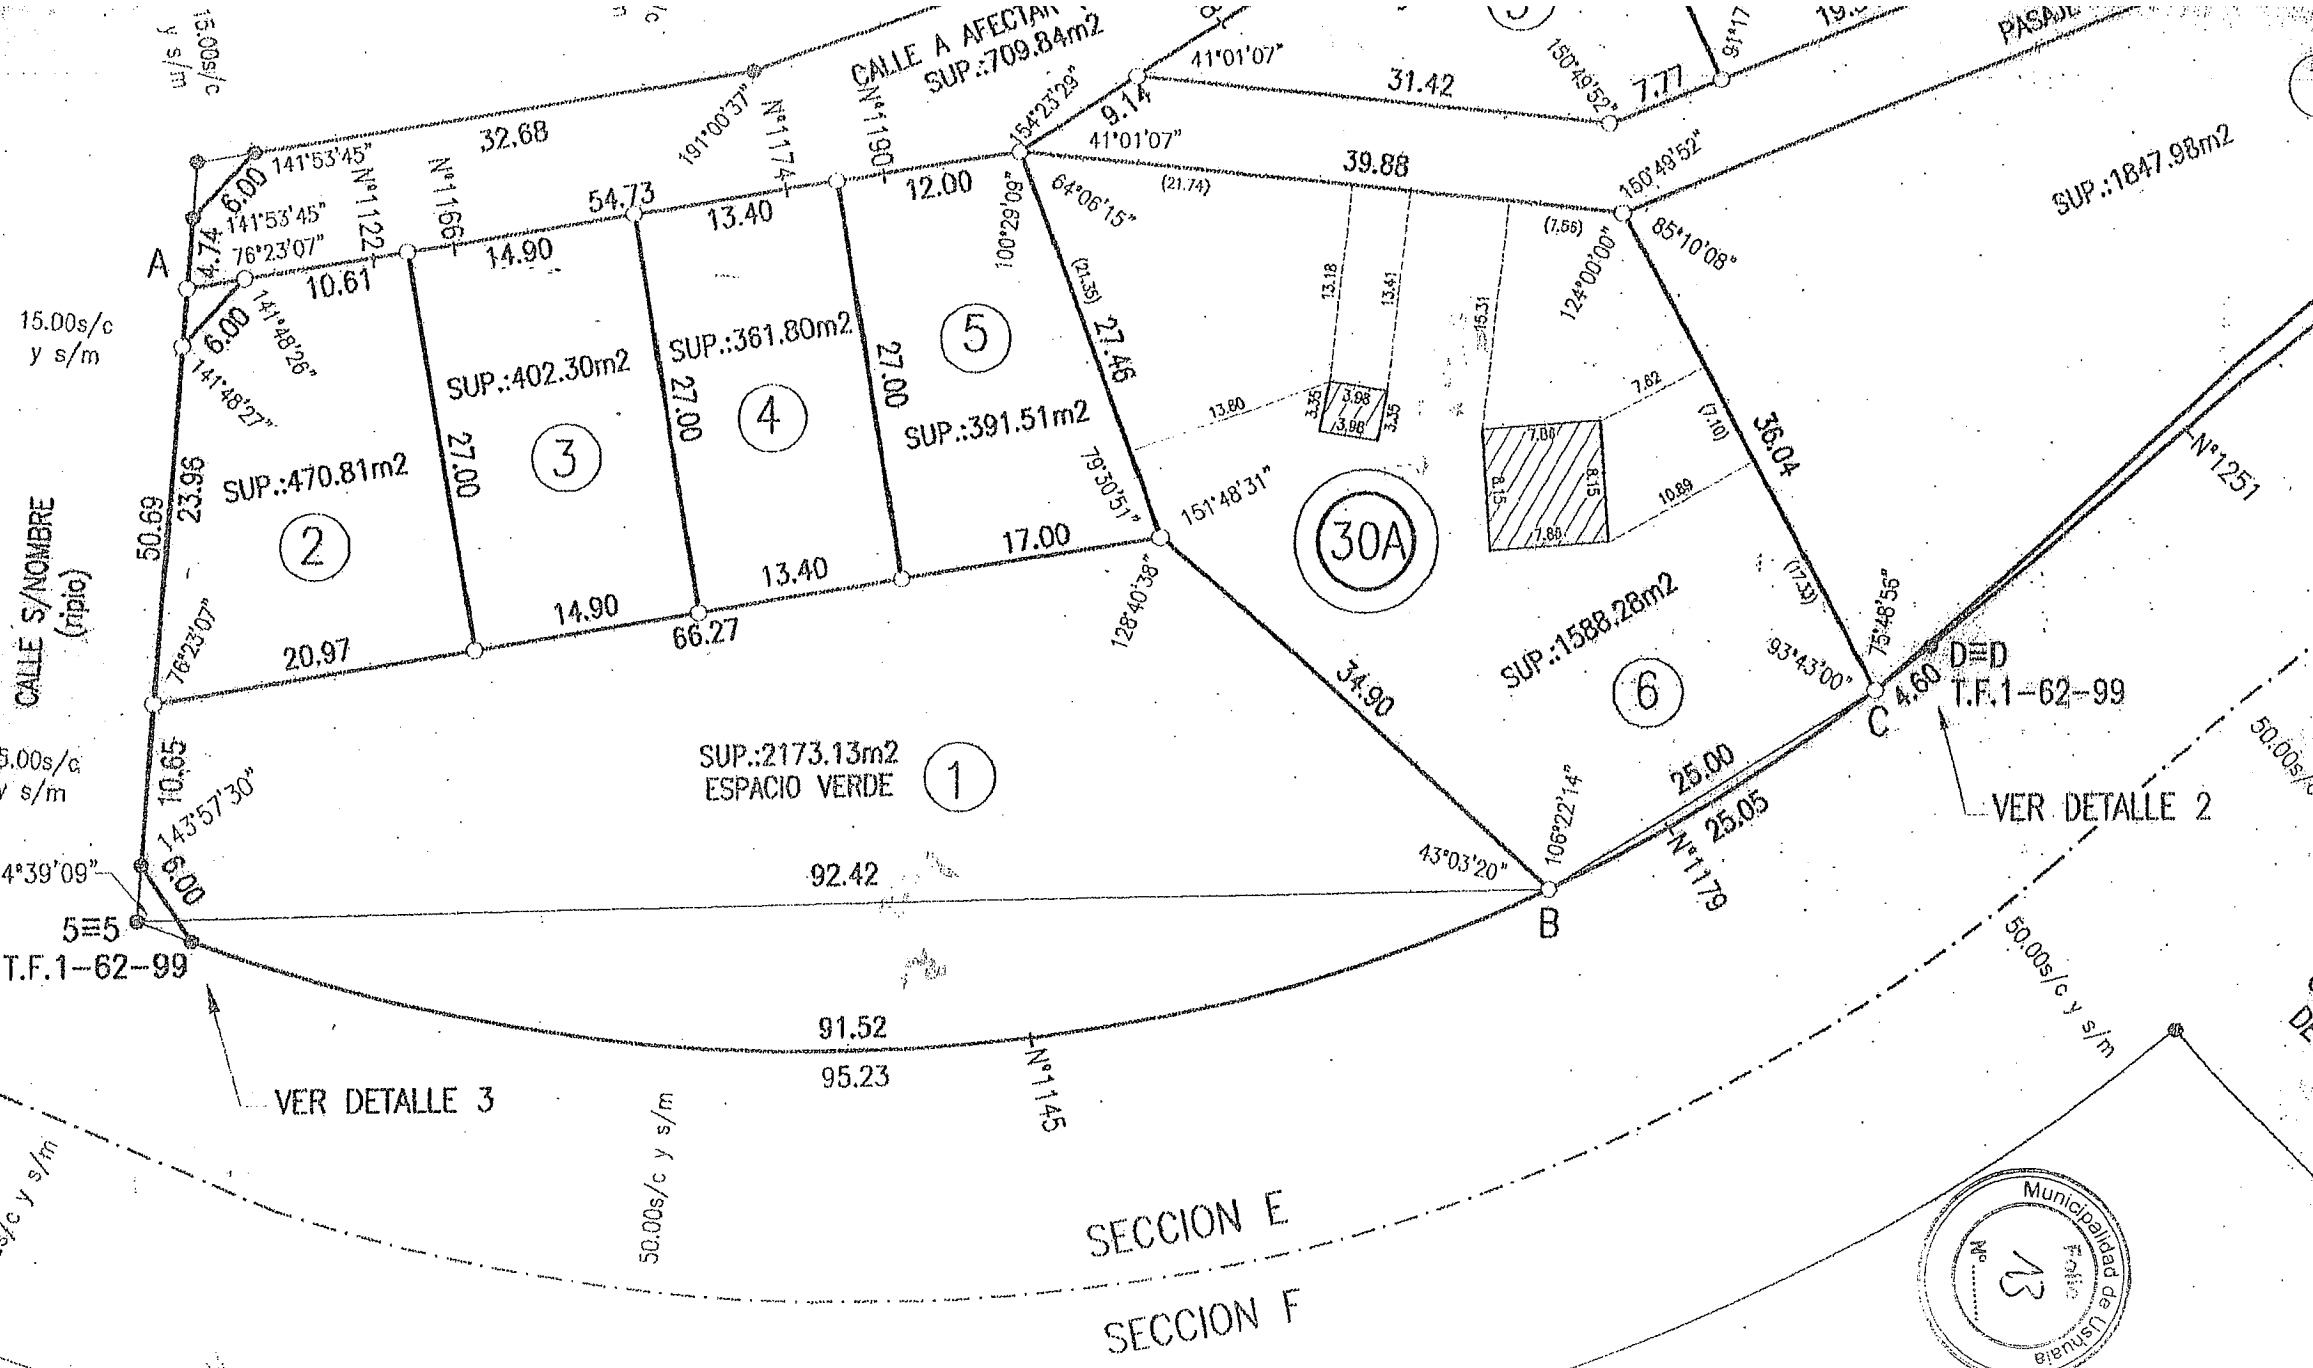 15.00s/c
y s/m
CALLE A AFECTAR
SUP.:709.84m2
PASAJE
41°01'07"
31.42
150°49'52"
7.77
91°17
32.68
191°00'37"
N°1174
N°1190
154°23'29"
9.14
41°01'07"
39.88
(21.74)
150°49'52"
SUP.:1847.98m2
141°53'45"
6.00
141°53'45"
76°23'07"
N°1122
N°1166
54.73
13.40
12.00
100°29'09"
64°06'15"
(7.56)
124°00'00"
85°10'08"
A
4.74
10.61
14.90
15.00s/c
y s/m
6.00
141°48'26"
141°48'27"
(21.35)
27.46
13.18
13.41
15.31
SUP.:402.30m2
3
SUP.:361.80m2
4
5
SUP.:391.51m2
27.00
27.00
27.00
13.80
3.35
3.98
3.98
3.35
7.62
(7.10)
36.04
7.86
8.15
8.15
7.86
10.89
N°1251
SUP.:470.81m2
2
23.96
50.69
CALLE S/NOMBRE
(ripio)
79°30'51"
151°48'31"
30A
17.00
13.40
14.90
66.27
20.97
76°23'07"
128°40'38"
(17.33)
75°48'56"
93°43'00"
SUP.:1588.28m2
6
34.90
D≡D
T.F.1-62-99
4.60
C
VER DETALLE 2
25.00
25.05
N°1179
106°22'14"
43°03'20"
B
SUP.:2173.13m2
ESPACIO VERDE
1
10.65
143°57'30"
5.00s/c
y s/m
4°39'09"
6.00
92.42
5≡5
T.F.1-62-99
91.52
95.23
N°1145
VER DETALLE 3
50.00s/c y s/m
50.00s/c y s/m
50.00s/
s/c y s/m
SECCION E
SECCION F
Municipalidad de Ushuaia
Folio
13
N°